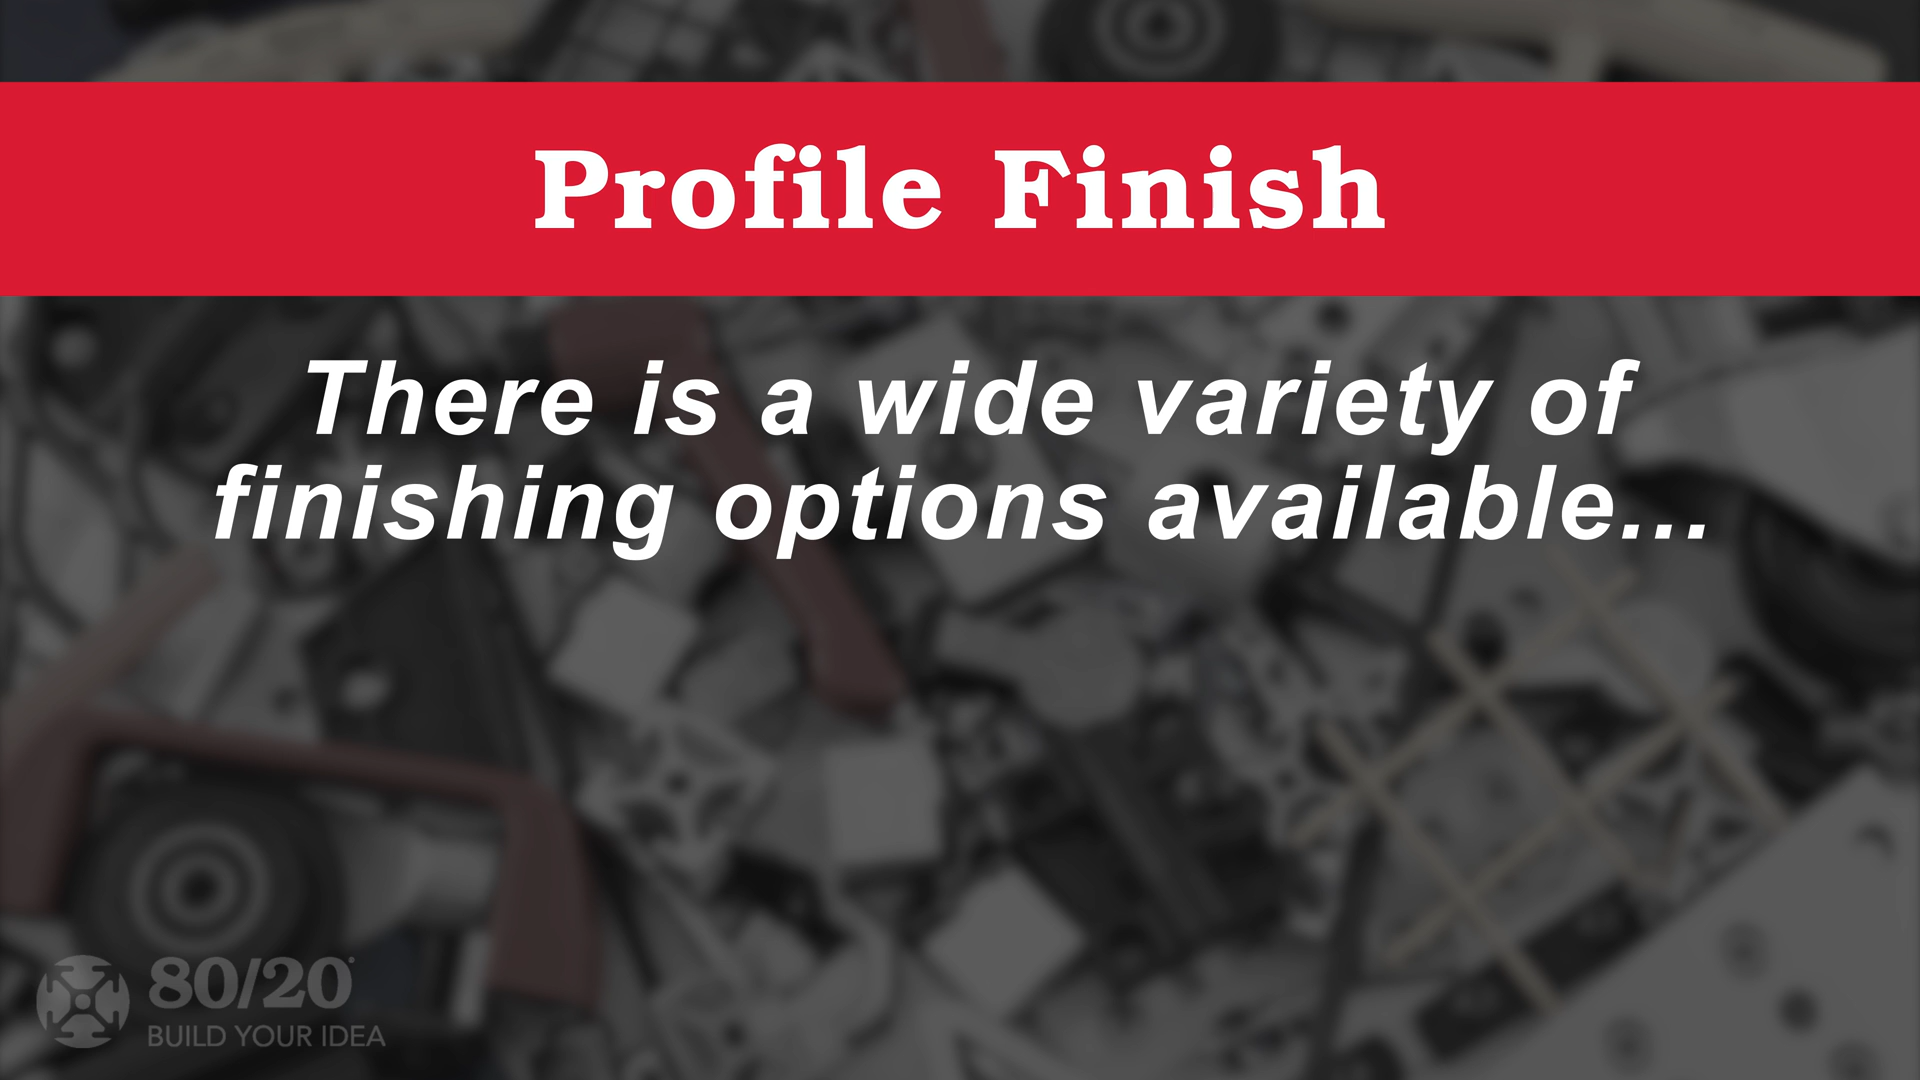 Profile Finish
There is a wide variety of
finishing options available...
80/20
BUILD YOUR IDEA